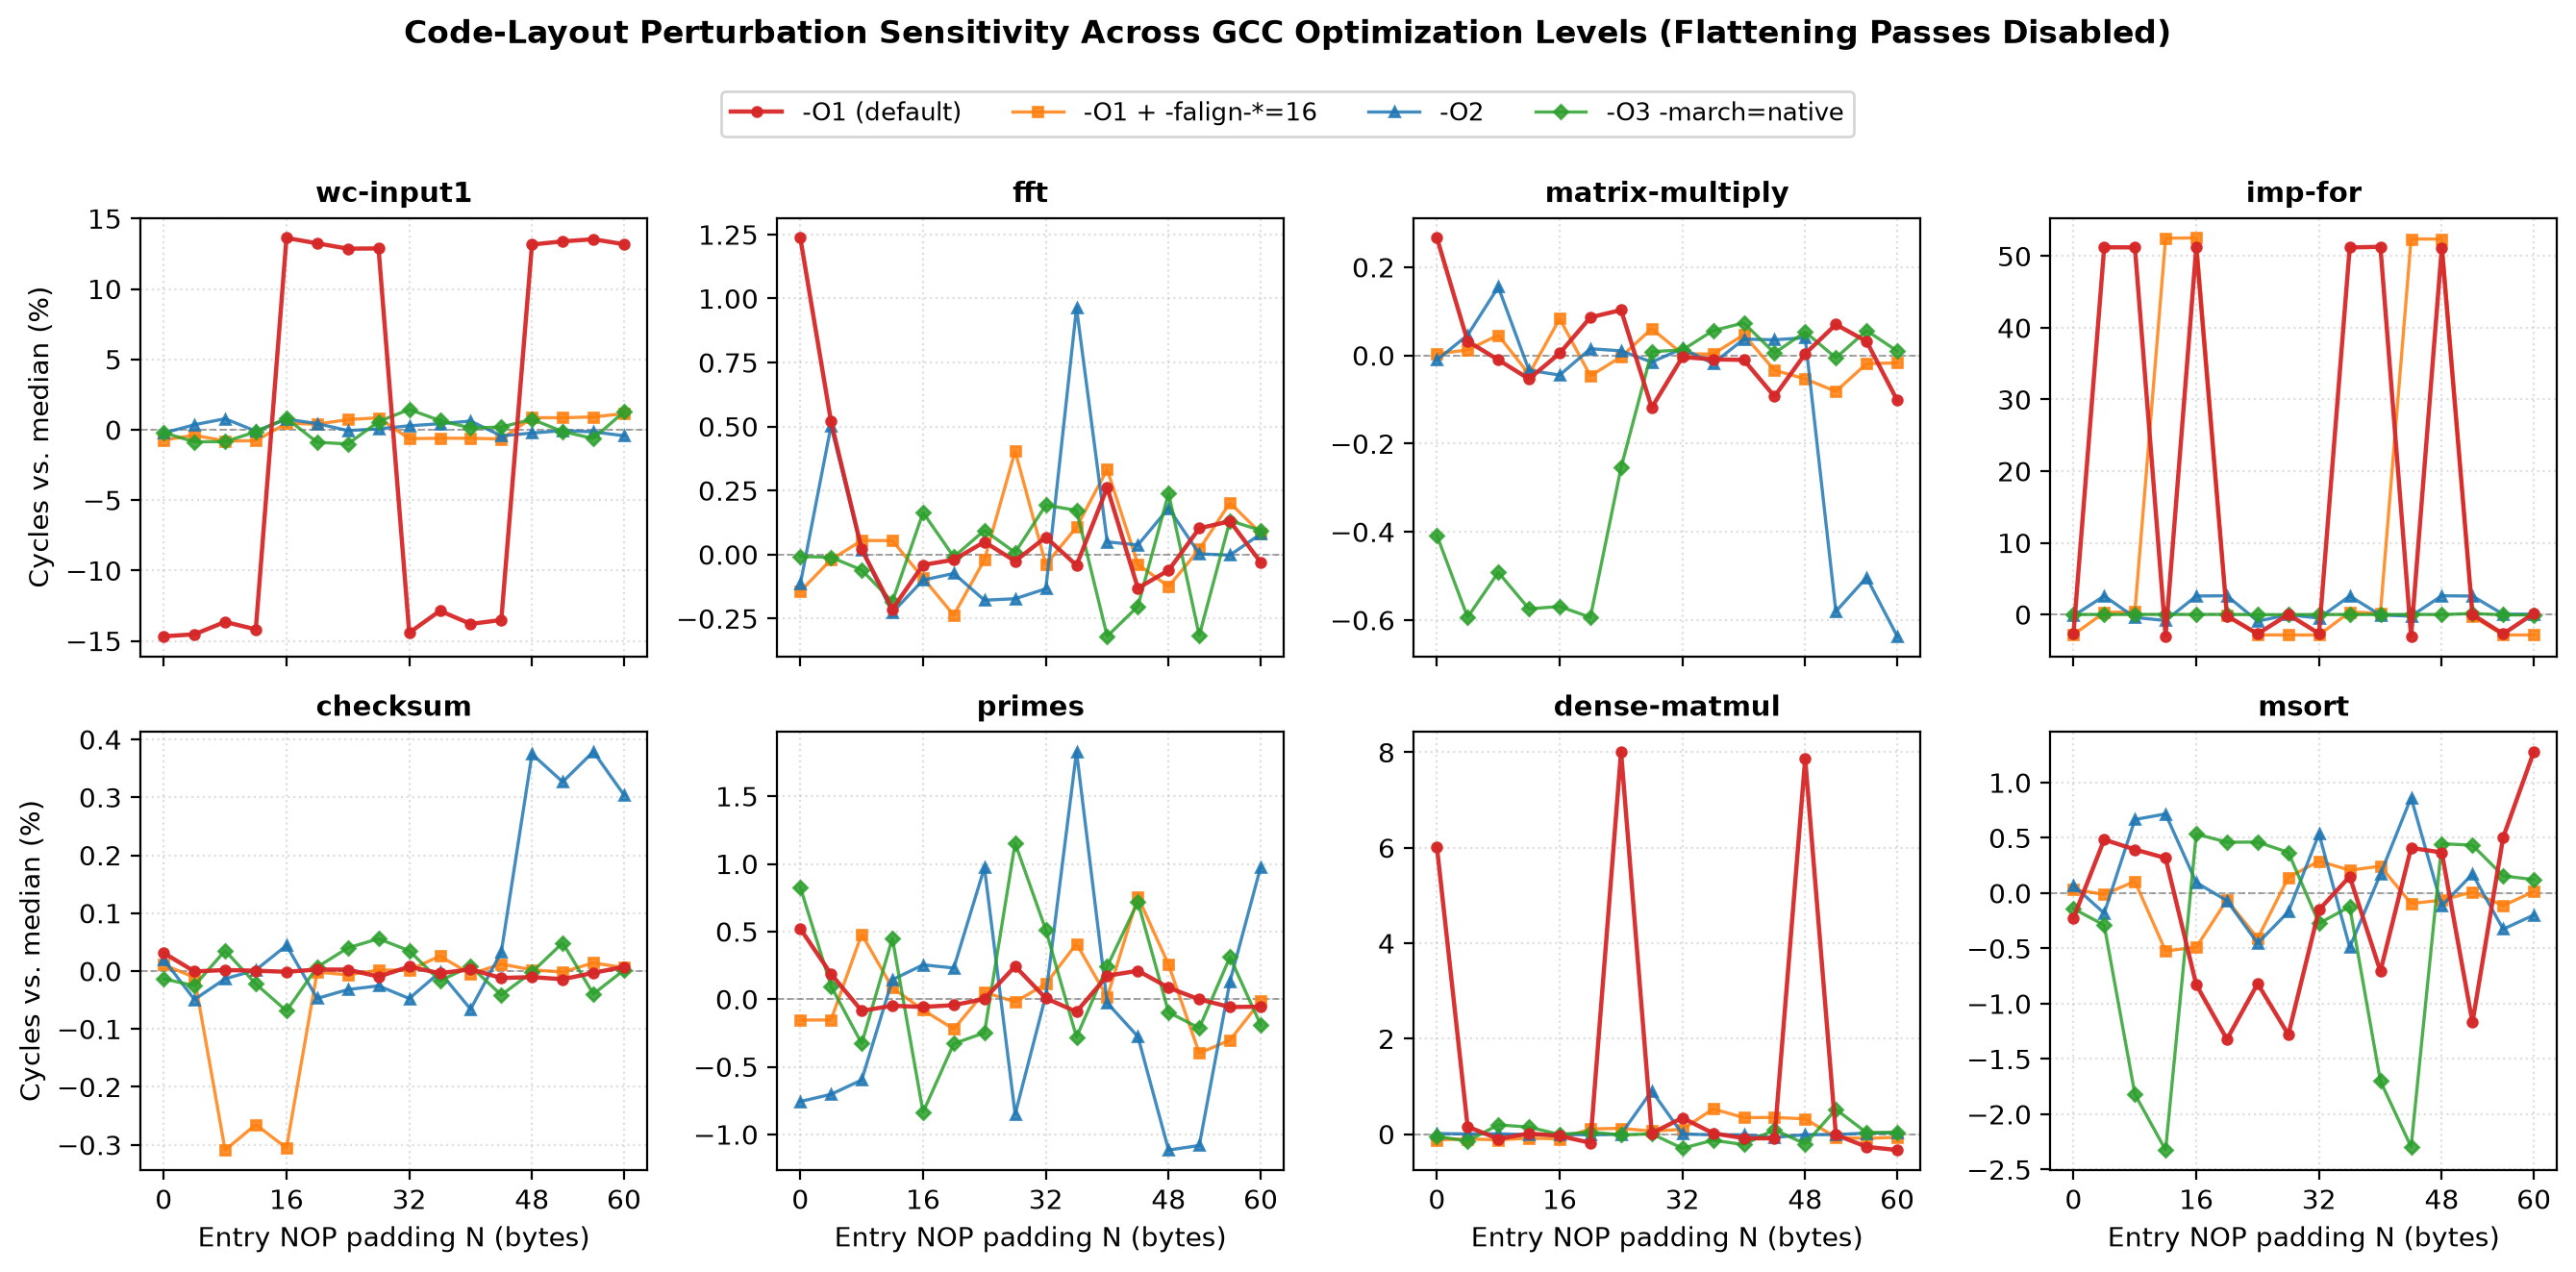 Code-Layout Perturbation Sensitivity Across GCC Optimization Levels (Flattening Passes Disabled)
-O1 (default)
-O1 + -falign-*=16
-O2
-O3 -march=native
wc-input1
fft
matrix-multiply
imp-for
Cycles vs. median (%)
15
10
5
0
−5
−10
−15
1.25
1.00
0.75
0.50
0.25
0.00
−0.25
0.2
0.0
−0.2
−0.4
−0.6
50
40
30
20
10
0
checksum
primes
dense-matmul
msort
Cycles vs. median (%)
0.4
0.3
0.2
0.1
0.0
−0.1
−0.2
−0.3
1.5
1.0
0.5
0.0
−0.5
−1.0
8
6
4
2
0
1.0
0.5
0.0
−0.5
−1.0
−1.5
−2.0
−2.5
0 16 32 48 60
0 16 32 48 60
0 16 32 48 60
0 16 32 48 60
Entry NOP padding N (bytes)
Entry NOP padding N (bytes)
Entry NOP padding N (bytes)
Entry NOP padding N (bytes)